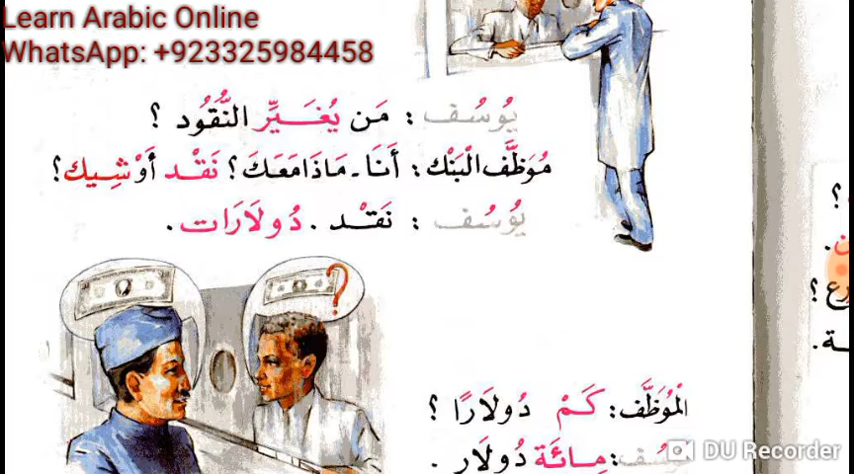 Learn Arabic Online
WhatsApp: +923325984458
يُوسُف : مَن يُغَيِّر النُّقُود ؟
مُوَظَّف الْبَنْك : أَنَا ـ مَاذَا مَعَكَ ؟ نَقْد أَوْ شِيك ؟
يُوسُف : نَقْد . دُولَارَات .
الْمُوَظَّف : كَمْ دُولَارًا ؟
مِائَة دُولَار .
DU Recorder